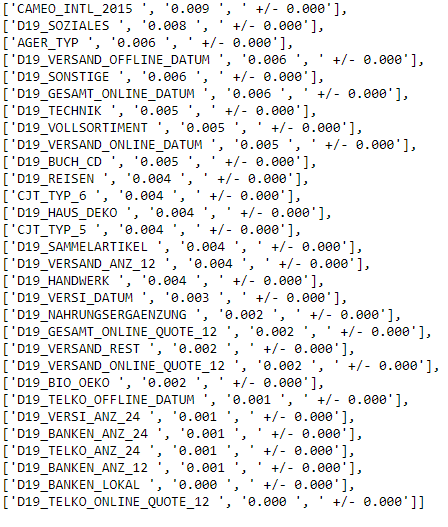 ['CAMEO_INTL_2015 ', '0.009 ', ' +/- 0.000'],
['D19_SOZIALES ', '0.008 ', ' +/- 0.000'],
['AGER_TYP ', '0.006 ', ' +/- 0.000'],
['D19_VERSAND_OFFLINE_DATUM ', '0.006 ', ' +/- 0.000'],
['D19_SONSTIGE ', '0.006 ', ' +/- 0.000'],
['D19_GESAMT_ONLINE_DATUM ', '0.006 ', ' +/- 0.000'],
['D19_TECHNIK ', '0.005 ', ' +/- 0.000'],
['D19_VOLLSORTIMENT ', '0.005 ', ' +/- 0.000'],
['D19_VERSAND_ONLINE_DATUM ', '0.005 ', ' +/- 0.000'],
['D19_BUCH_CD ', '0.005 ', ' +/- 0.000'],
['D19_REISEN ', '0.004 ', ' +/- 0.000'],
['CJT_TYP_6 ', '0.004 ', ' +/- 0.000'],
['D19_HAUS_DEKO ', '0.004 ', ' +/- 0.000'],
['CJT_TYP_5 ', '0.004 ', ' +/- 0.000'],
['D19_SAMMELARTIKEL ', '0.004 ', ' +/- 0.000'],
['D19_VERSAND_ANZ_12 ', '0.004 ', ' +/- 0.000'],
['D19_HANDWERK ', '0.004 ', ' +/- 0.000'],
['D19_VERSI_DATUM ', '0.003 ', ' +/- 0.000'],
['D19_NAHRUNGSERGAENZUNG ', '0.002 ', ' +/- 0.000'],
['D19_GESAMT_ONLINE_QUOTE_12 ', '0.002 ', ' +/- 0.000'],
['D19_VERSAND_REST ', '0.002 ', ' +/- 0.000'],
['D19_VERSAND_ONLINE_QUOTE_12 ', '0.002 ', ' +/- 0.000'],
['D19_BIO_OEKO ', '0.002 ', ' +/- 0.000'],
['D19_TELKO_OFFLINE_DATUM ', '0.001 ', ' +/- 0.000'],
['D19_VERSI_ANZ_24 ', '0.001 ', ' +/- 0.000'],
['D19_BANKEN_ANZ_24 ', '0.001 ', ' +/- 0.000'],
['D19_TELKO_ANZ_24 ', '0.001 ', ' +/- 0.000'],
['D19_BANKEN_ANZ_12 ', '0.001 ', ' +/- 0.000'],
['D19_BANKEN_LOKAL ', '0.000 ', ' +/- 0.000'],
['D19_TELKO_ONLINE_QUOTE_12 ', '0.000 ', ' +/- 0.000']]